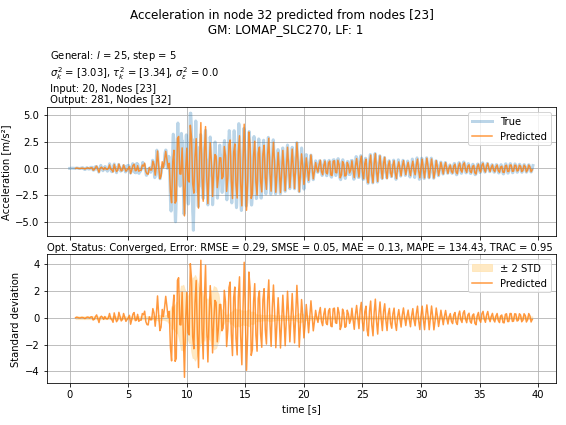 Acceleration in node 32 predicted from nodes [23]
GM: LOMAP_SLC270, LF: 1
General: l = 25, step = 5
σ²ₖ = [3.03], τ²ₖ = [3.34], σ²ₑ = 0.0
Input: 20, Nodes [23]
Output: 281, Nodes [32]
Acceleration [m/s²]
5.0
2.5
0.0
−2.5
−5.0
True
Predicted
Opt. Status: Converged, Error: RMSE = 0.29, SMSE = 0.05, MAE = 0.13, MAPE = 134.43, TRAC = 0.95
Standard deviation
4
2
0
−2
−4
± 2 STD
Predicted
0 5 10 15 20 25 30 35 40
time [s]